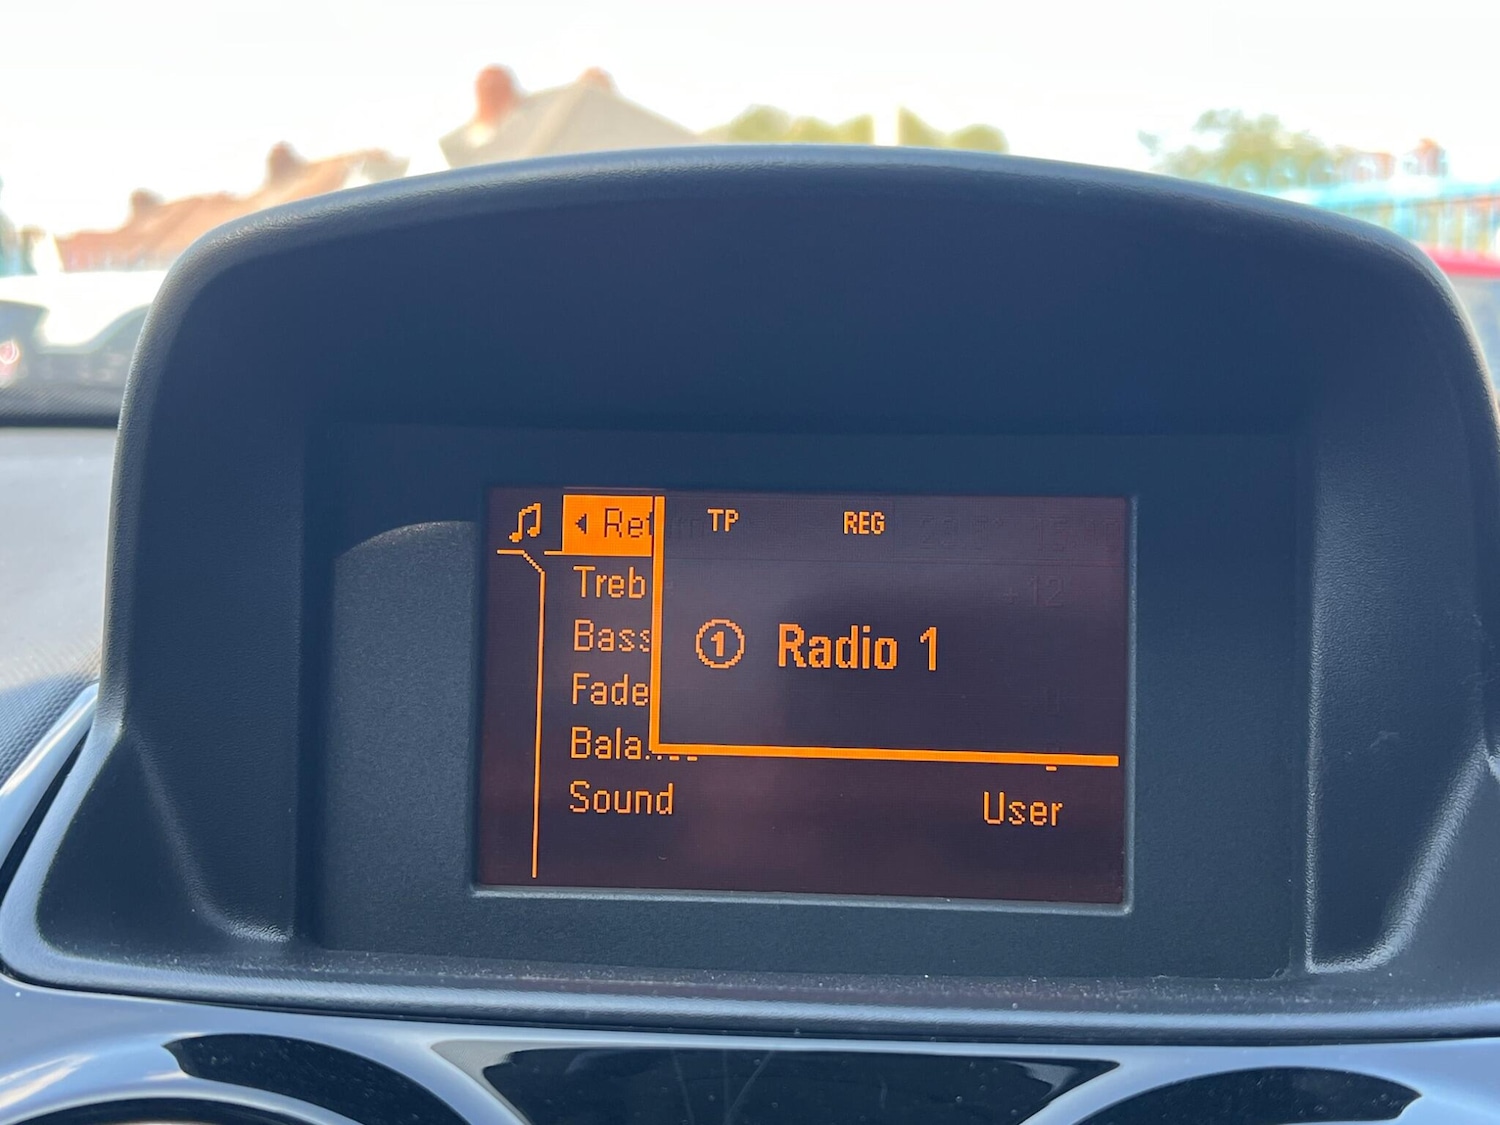 Ret TP REG
Treb
Bass
① Radio 1
Fade
Bala
Sound User